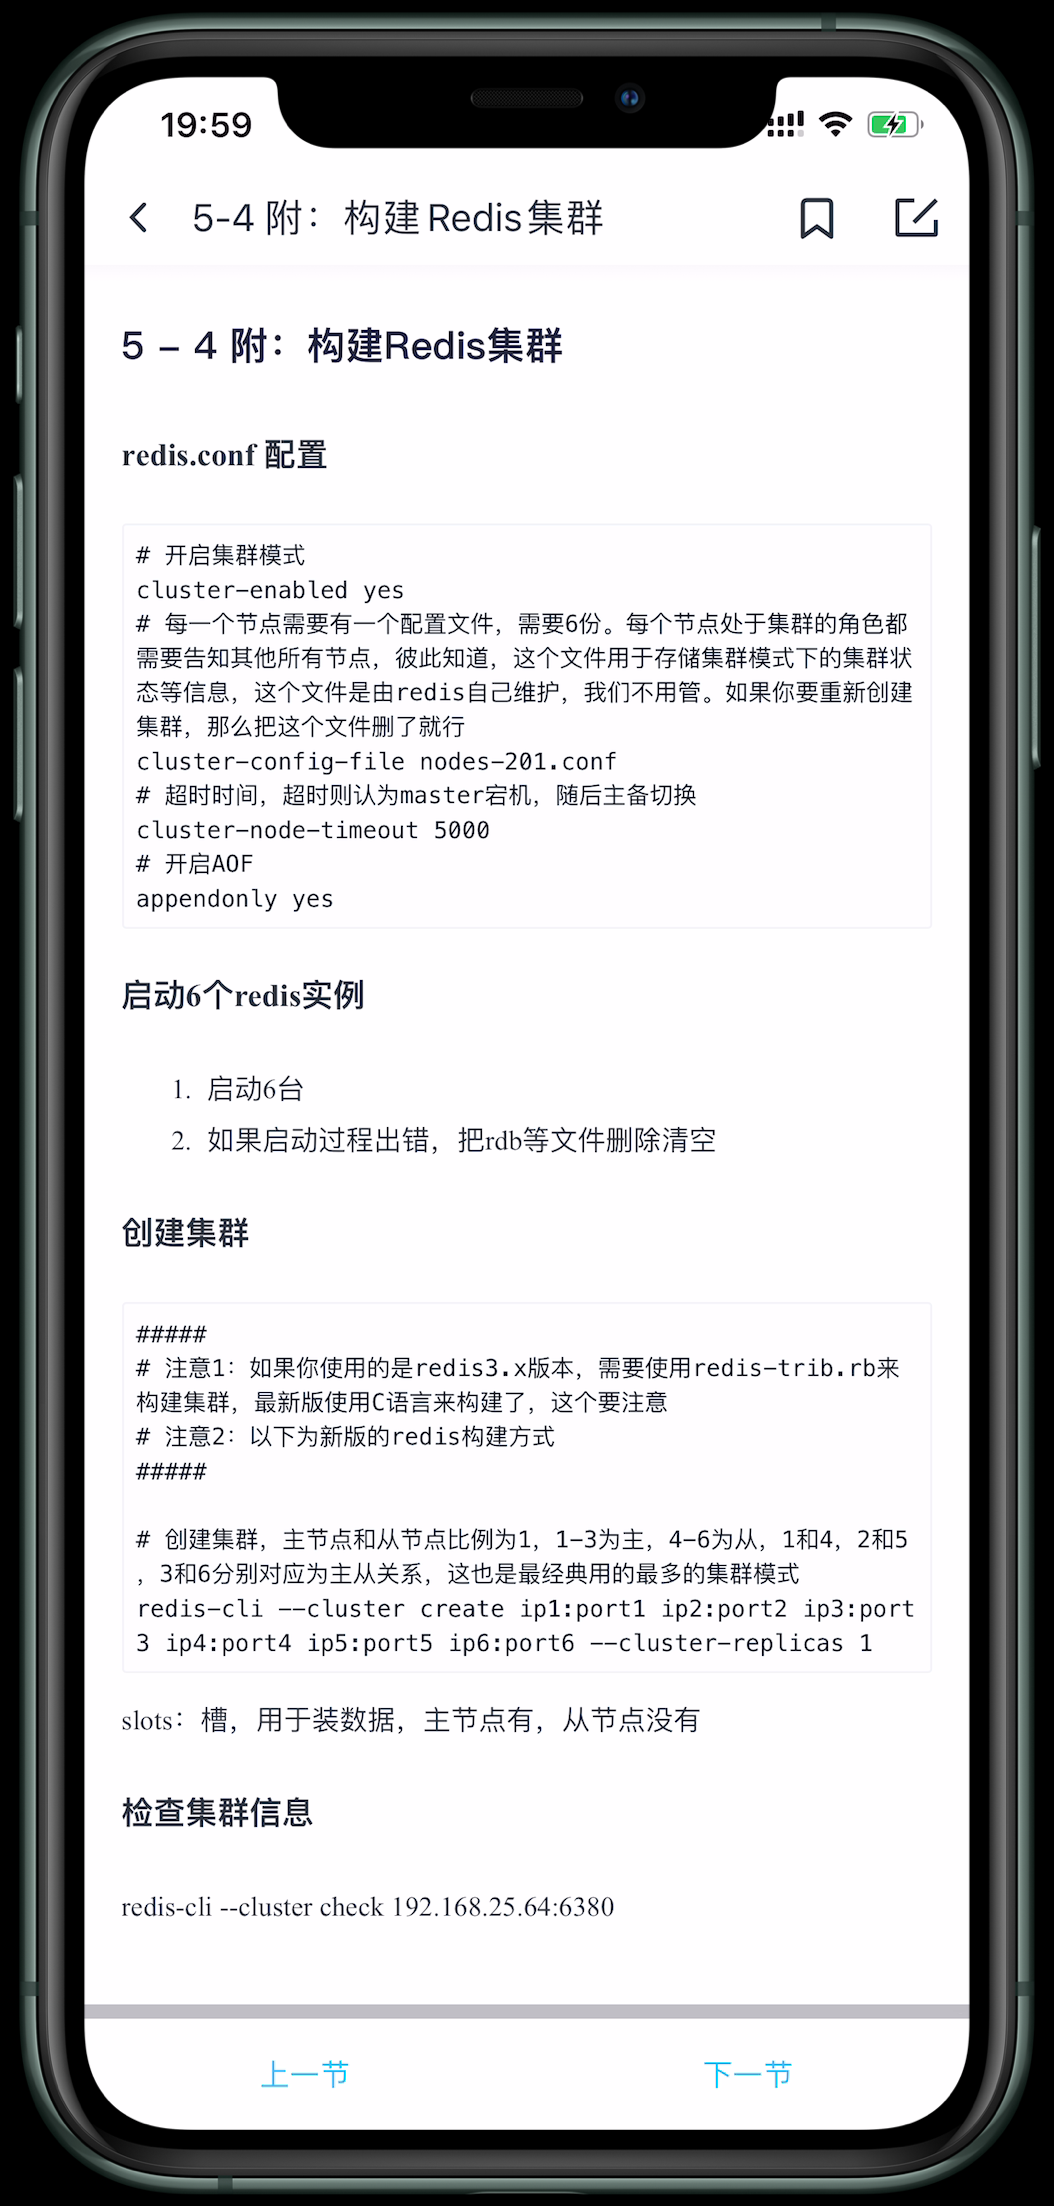 19:59
5-4 附：构建Redis集群
5 – 4 附：构建Redis集群
redis.conf 配置
# 开启集群模式
cluster-enabled yes
# 每一个节点需要有一个配置文件，需要6份。每个节点处于集群的角色都
需要告知其他所有节点，彼此知道，这个文件用于存储集群模式下的集群状
态等信息，这个文件是由redis自己维护，我们不用管。如果你要重新创建
集群，那么把这个文件删了就行
cluster-config-file nodes-201.conf
# 超时时间，超时则认为master宕机，随后主备切换
cluster-node-timeout 5000
# 开启AOF
appendonly yes
启动6个redis实例
1. 启动6台
2. 如果启动过程出错，把rdb等文件删除清空
创建集群
#####
# 注意1：如果你使用的是redis3.x版本，需要使用redis-trib.rb来
构建集群，最新版使用C语言来构建了，这个要注意
# 注意2：以下为新版的redis构建方式
#####
# 创建集群，主节点和从节点比例为1，1-3为主，4-6为从，1和4，2和5
，3和6分别对应为主从关系，这也是最经典用的最多的集群模式
redis-cli --cluster create ip1:port1 ip2:port2 ip3:port
3 ip4:port4 ip5:port5 ip6:port6 --cluster-replicas 1
slots：槽，用于装数据，主节点有，从节点没有
检查集群信息
redis-cli --cluster check 192.168.25.64:6380
上一节
下一节